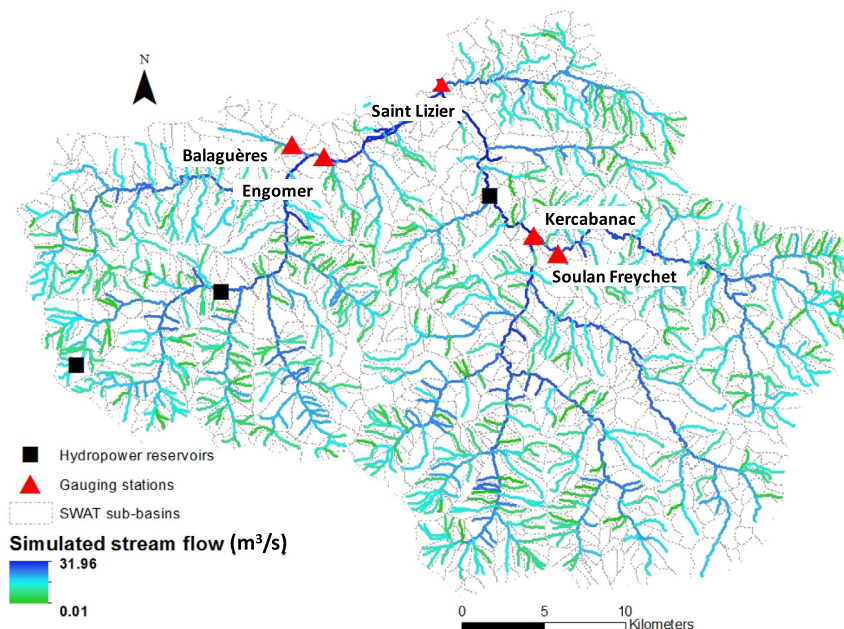 N
Saint Lizier
Balaguères
Engomer
Kercabanac
Soulan Freychet
Hydropower reservoirs
Gauging stations
SWAT sub-basins
Simulated stream flow (m³/s)
31.96
0.01
0 5 10
Kilometers